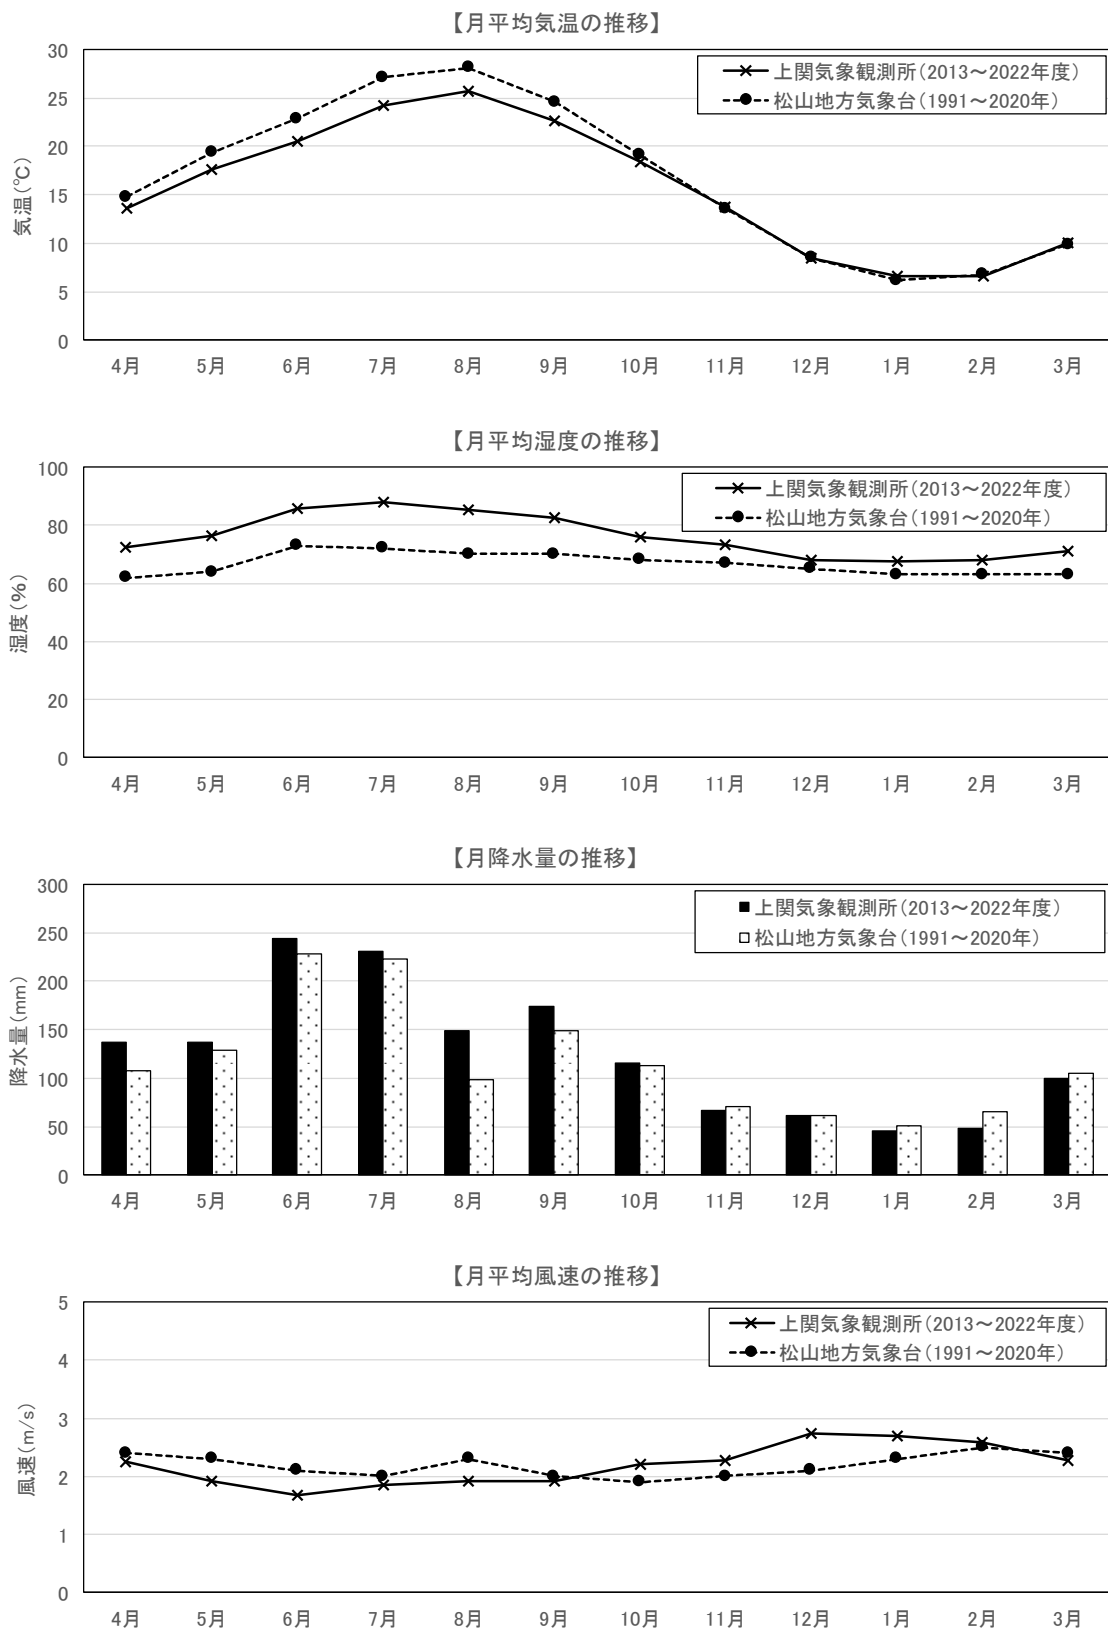 【月平均気温の推移】
30
25
20
15
10
5
0
気温(℃)
上関気象観測所(2013～2022年度)
松山地方気象台(1991～2020年)
4月 5月 6月 7月 8月 9月 10月 11月 12月 1月 2月 3月
【月平均湿度の推移】
100
80
60
40
20
0
湿度(%)
上関気象観測所(2013～2022年度)
松山地方気象台(1991～2020年)
4月 5月 6月 7月 8月 9月 10月 11月 12月 1月 2月 3月
【月降水量の推移】
300
250
200
150
100
50
0
降水量(mm)
上関気象観測所(2013～2022年度)
松山地方気象台(1991～2020年)
4月 5月 6月 7月 8月 9月 10月 11月 12月 1月 2月 3月
【月平均風速の推移】
5
4
3
2
1
0
風速(m/s)
上関気象観測所(2013～2022年度)
松山地方気象台(1991～2020年)
4月 5月 6月 7月 8月 9月 10月 11月 12月 1月 2月 3月